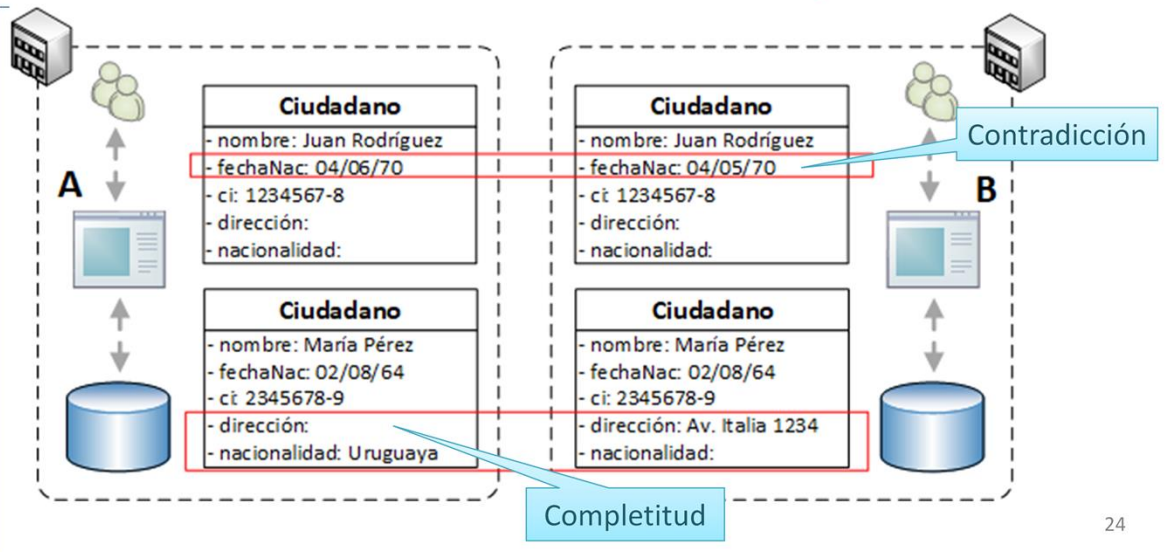 A
Ciudadano
- nombre: Juan Rodríguez
- fechaNac: 04/06/70
- ci: 1234567-8
- dirección:
- nacionalidad:
Ciudadano
- nombre: María Pérez
- fechaNac: 02/08/64
- ci: 2345678-9
- dirección:
- nacionalidad: Uruguaya
Ciudadano
- nombre: Juan Rodríguez
- fechaNac: 04/05/70
- ci: 1234567-8
- dirección:
- nacionalidad:
Ciudadano
- nombre: María Pérez
- fechaNac: 02/08/64
- ci: 2345678-9
- dirección: Av. Italia 1234
- nacionalidad:
B
Contradicción
Completitud
24